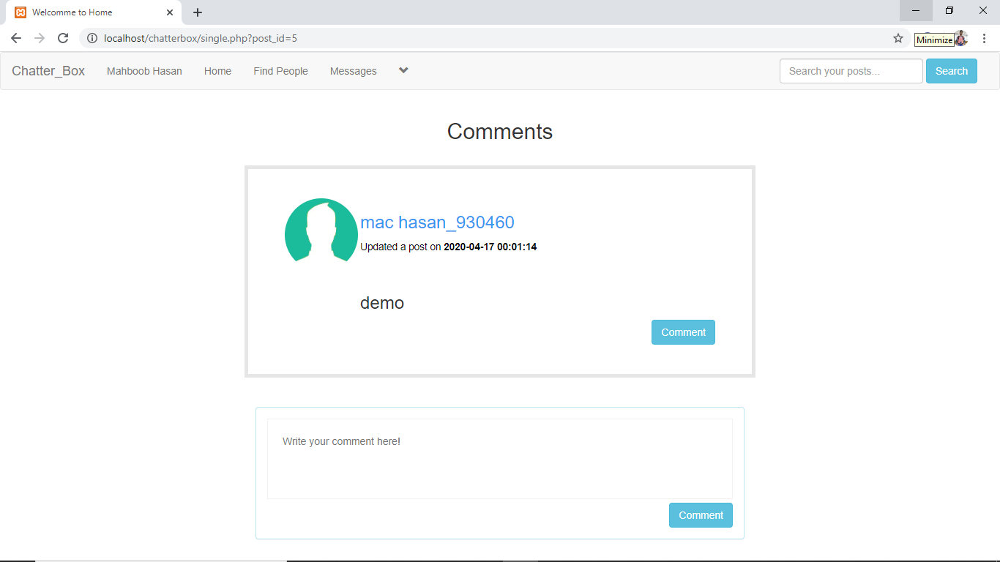 Welcomme to Home
localhost/chatterbox/single.php?post_id=5
Minimize
Chatter_Box Mahboob Hasan Home Find People Messages Search your posts... Search
Comments
mac hasan_930460
Updated a post on 2020-04-17 00:01:14
demo
Comment
Write your comment here!
Comment